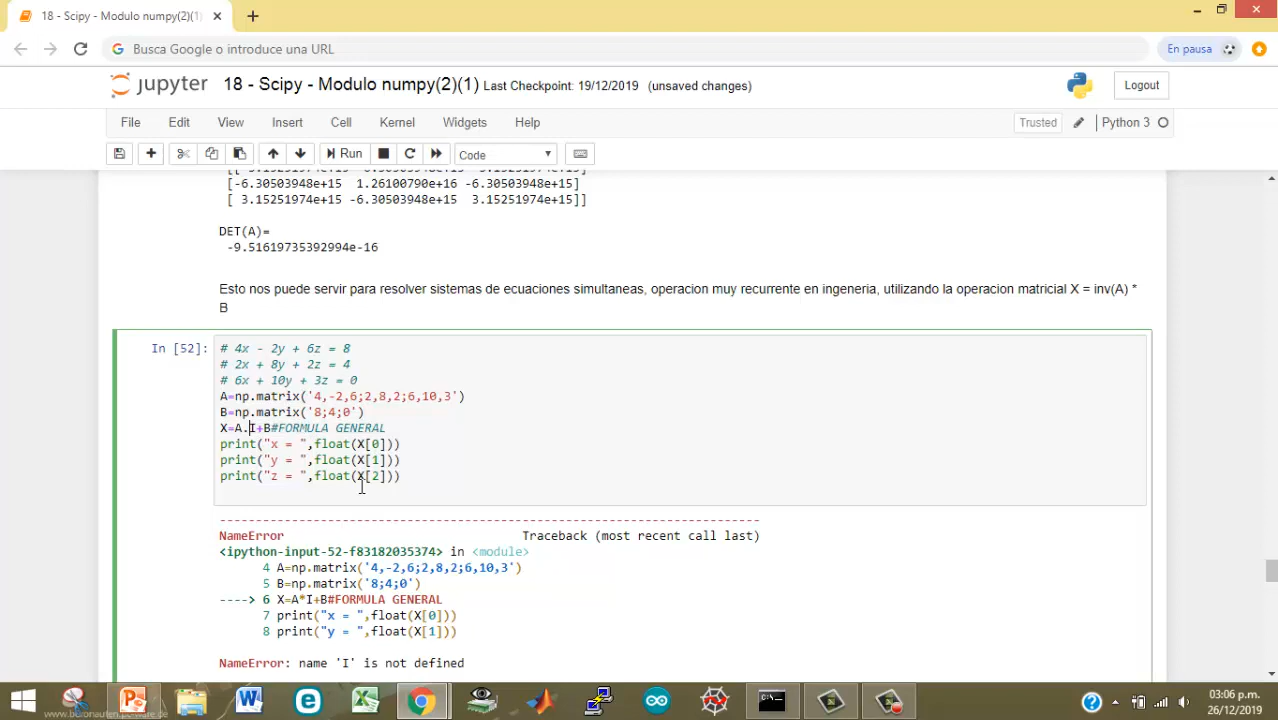 18 - Scipy - Modulo numpy(2)(1)
Busca Google o introduce una URL
En pausa
jupyter 18 - Scipy - Modulo numpy(2)(1) Last Checkpoint: 19/12/2019 (unsaved changes)
Logout
File Edit View Insert Cell Kernel Widgets Help
Trusted Python 3
Run Code
[-6.30503948e+15 1.26100790e+16 -6.30503948e+15]
[ 3.15251974e+15 -6.30503948e+15 3.15251974e+15]]
DET(A)=
-9.51619735392994e-16
Esto nos puede servir para resolver sistemas de ecuaciones simultaneas, operacion muy recurrente en ingeneria, utilizando la operacion matricial X = inv(A) *
B
In [52]:
# 4x - 2y + 6z = 8
# 2x + 8y + 2z = 4
# 6x + 10y + 3z = 0
A=np.matrix('4,-2,6;2,8,2;6,10,3')
B=np.matrix('8;4;0')
X=A.I+B#FORMULA GENERAL
print("x = ",float(X[0]))
print("y = ",float(X[1]))
print("z = ",float(X[2]))
---------------------------------------------------------------------------
NameError Traceback (most recent call last)
<ipython-input-52-f83182035374> in <module>
4 A=np.matrix('4,-2,6;2,8,2;6,10,3')
5 B=np.matrix('8;4;0')
----> 6 X=A*I+B#FORMULA GENERAL
7 print("x = ",float(X[0]))
8 print("y = ",float(X[1]))
NameError: name 'I' is not defined
03:06 p.m.
26/12/2019